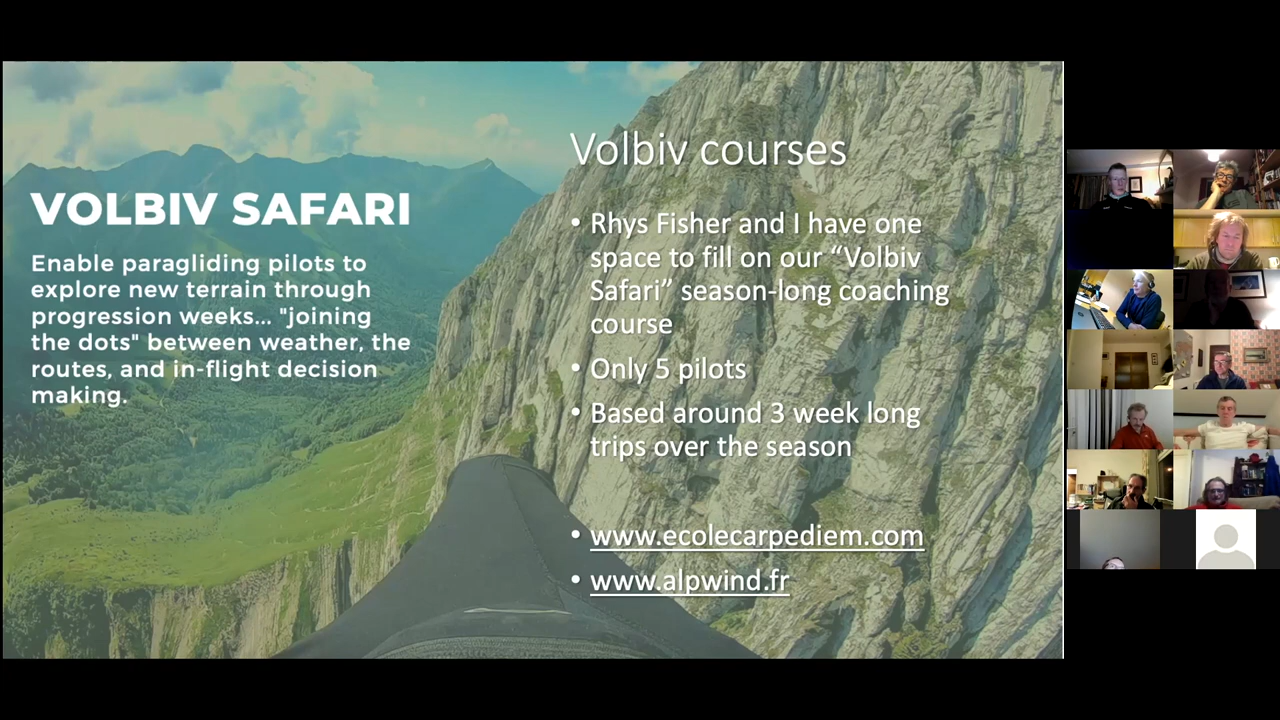 VOLBIV SAFARI
Enable paragliding pilots to
explore new terrain through
progression weeks... "joining
the dots" between weather, the
routes, and in-flight decision
making.
Volbiv courses
• Rhys Fisher and I have one
space to fill on our “Volbiv
Safari” season-long coaching
course
• Only 5 pilots
• Based around 3 week long
trips over the season
• www.ecolecarpediem.com
• www.alpwind.fr